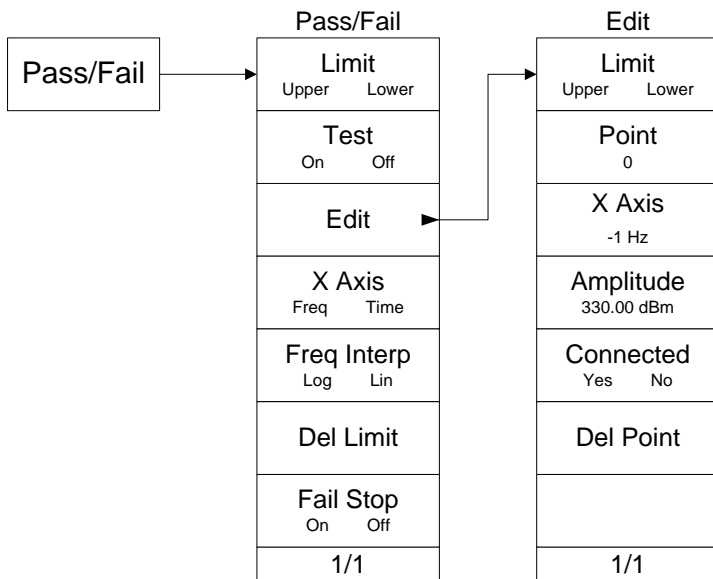 Pass/Fail
Pass/Fail
Limit
Upper Lower
Test
On Off
Edit
X Axis
Freq Time
Freq Interp
Log Lin
Del Limit
Fail Stop
On Off
1/1
Edit
Limit
Upper Lower
Point
0
X Axis
-1 Hz
Amplitude
330.00 dBm
Connected
Yes No
Del Point
1/1